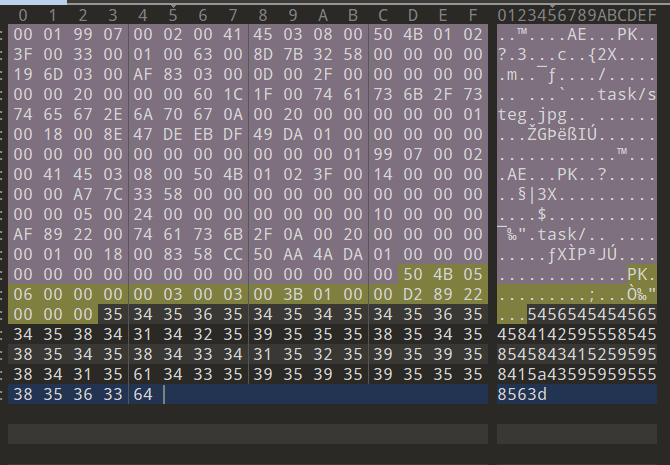 0 1 2 3 4 5 6 7 8 9 A B C D E F 0123456789ABCDEF
00 01 99 07 00 02 00 41 45 03 08 00 50 4B 01 02 ..™....AE...PK..
3F 00 33 00 01 00 63 00 8D 7B 32 58 00 00 00 00 ?.3...c..{2X....
19 6D 03 00 AF 83 03 00 0D 00 2F 00 00 00 00 00 .m..¯ƒ..../.....
00 00 20 00 00 00 60 1C 1F 00 74 61 73 6B 2F 73 .. ...`...task/s
74 65 67 2E 6A 70 67 0A 00 20 00 00 00 00 00 01 teg.jpg.. ......
00 18 00 8E 47 DE EB DF 49 DA 01 00 00 00 00 00 ...ŽGÞëßIÚ......
00 00 00 00 00 00 00 00 00 00 00 01 99 07 00 02 ............™...
00 41 45 03 08 00 50 4B 01 02 3F 00 14 00 00 00 .AE...PK..?.....
00 00 A7 7C 33 58 00 00 00 00 00 00 00 00 00 00 ..§|3X..........
00 00 05 00 24 00 00 00 00 00 00 00 10 00 00 00 ....$...........
AF 89 22 00 74 61 73 6B 2F 0A 00 20 00 00 00 00 ¯‰".task/.. ....
00 01 00 18 00 83 58 CC 50 AA 4A DA 01 00 00 00 .....ƒXÌPªJÚ....
00 00 00 00 00 00 00 00 00 00 00 00 00 50 4B 05 .............PK.
06 00 00 00 00 03 00 03 00 3B 01 00 00 D2 89 22 .........;...Ò‰"
00 00 00 35 34 35 36 35 34 35 34 35 34 35 36 35 ...5456545454565
34 35 38 34 31 34 32 35 39 35 35 35 38 35 34 35 4584142595558545
38 35 34 35 38 34 33 34 31 35 32 35 39 35 39 35 8545843415259595
38 34 31 35 61 34 33 35 39 35 39 35 39 35 35 35 8415a43595959555
38 35 36 33 64 8563d